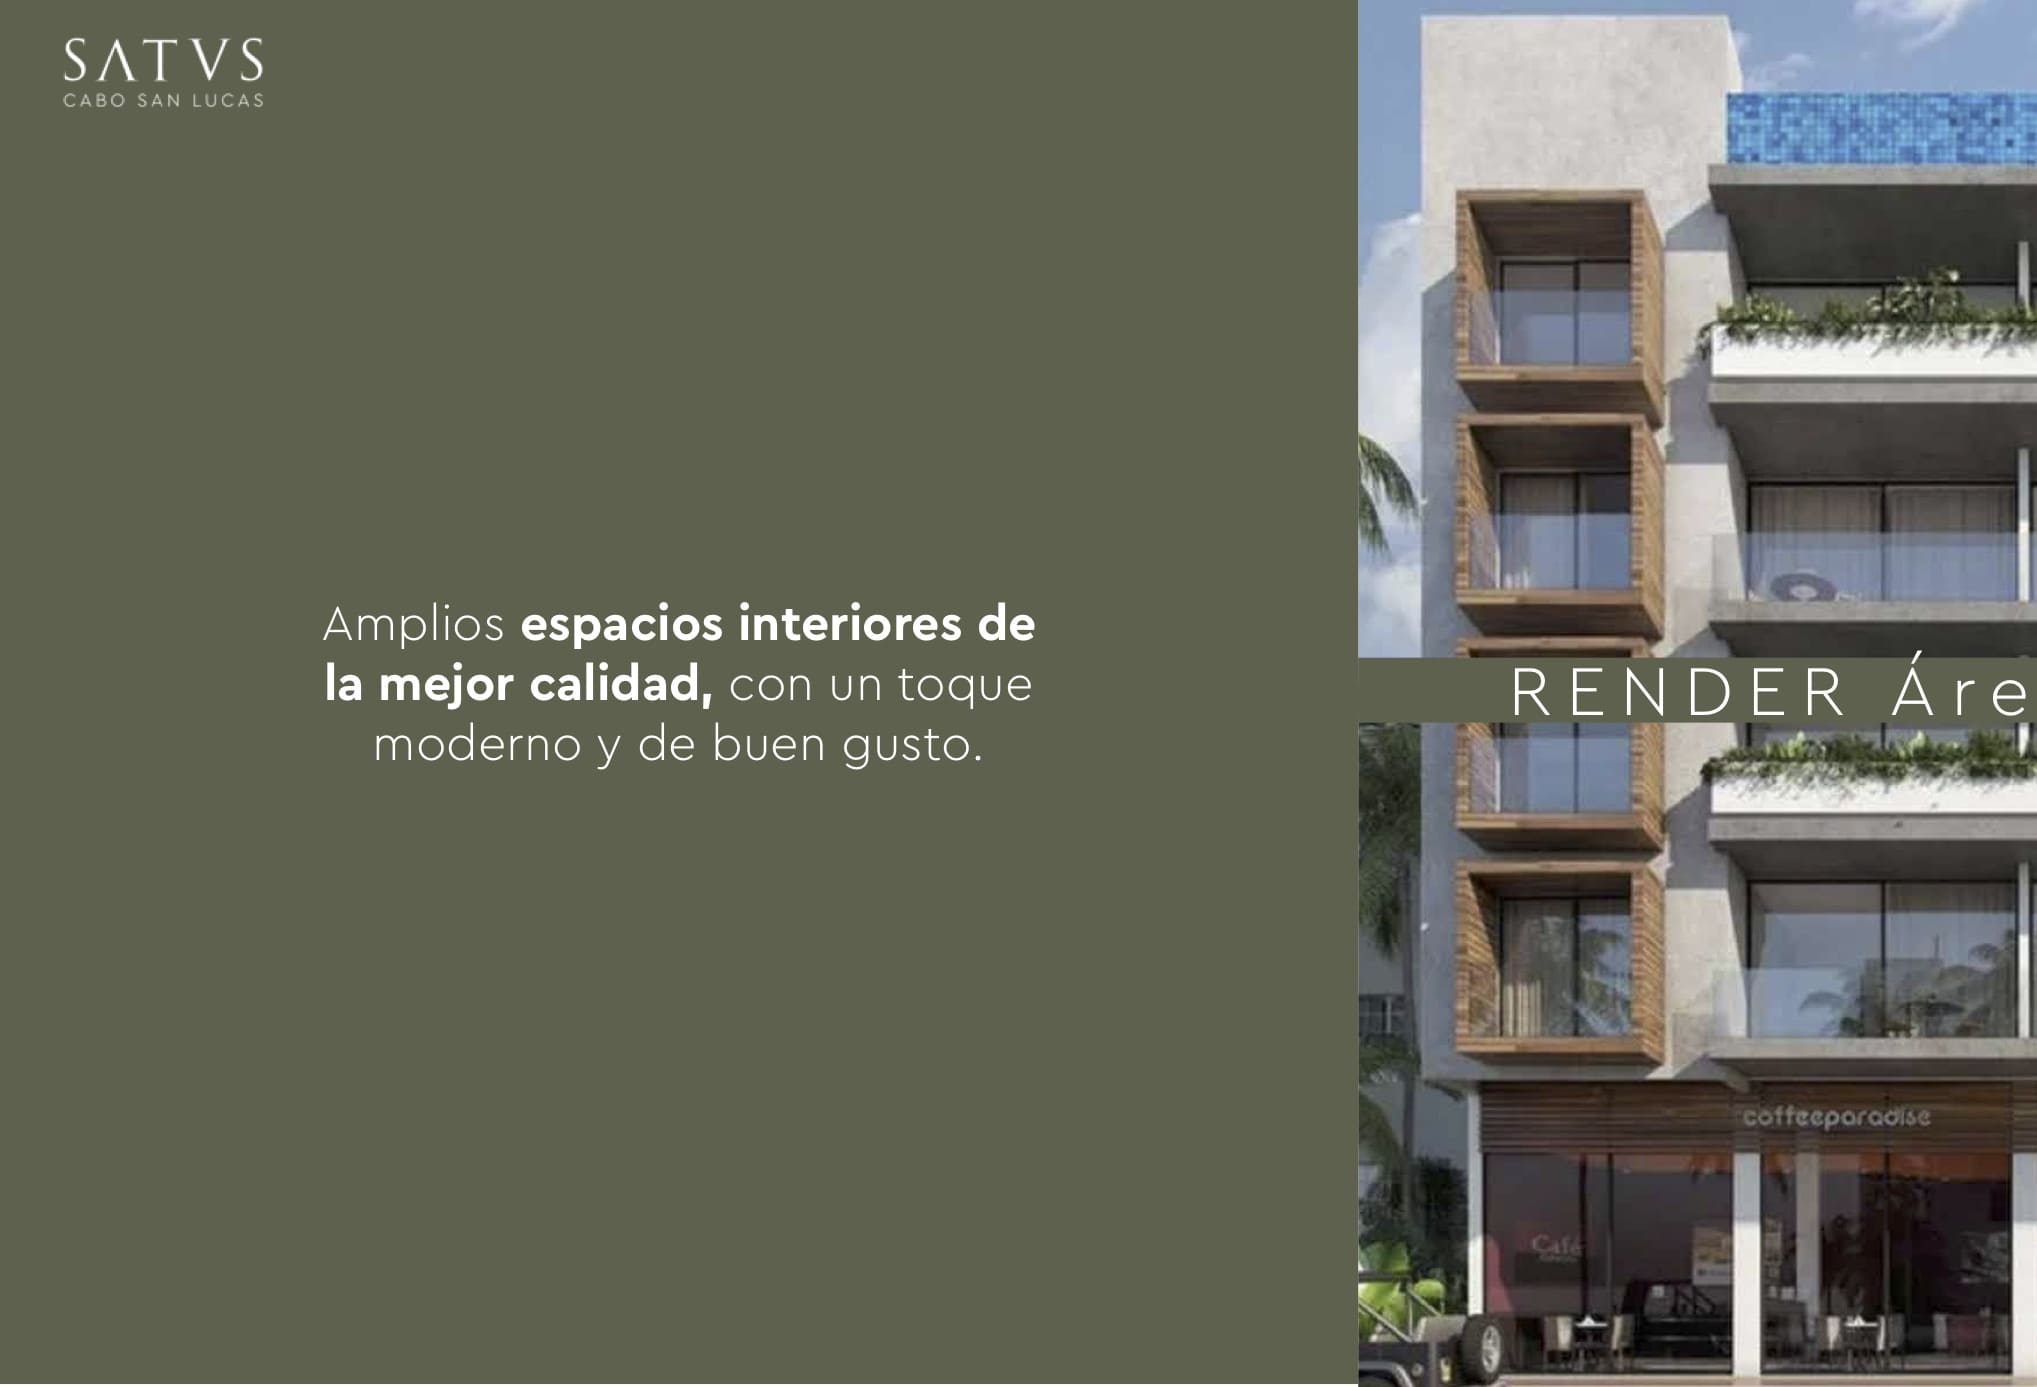 SATVS
CABO SAN LUCAS
Amplios espacios interiores de
la mejor calidad, con un toque
moderno y de buen gusto.
RENDER Áre
coffeeparadise
Café